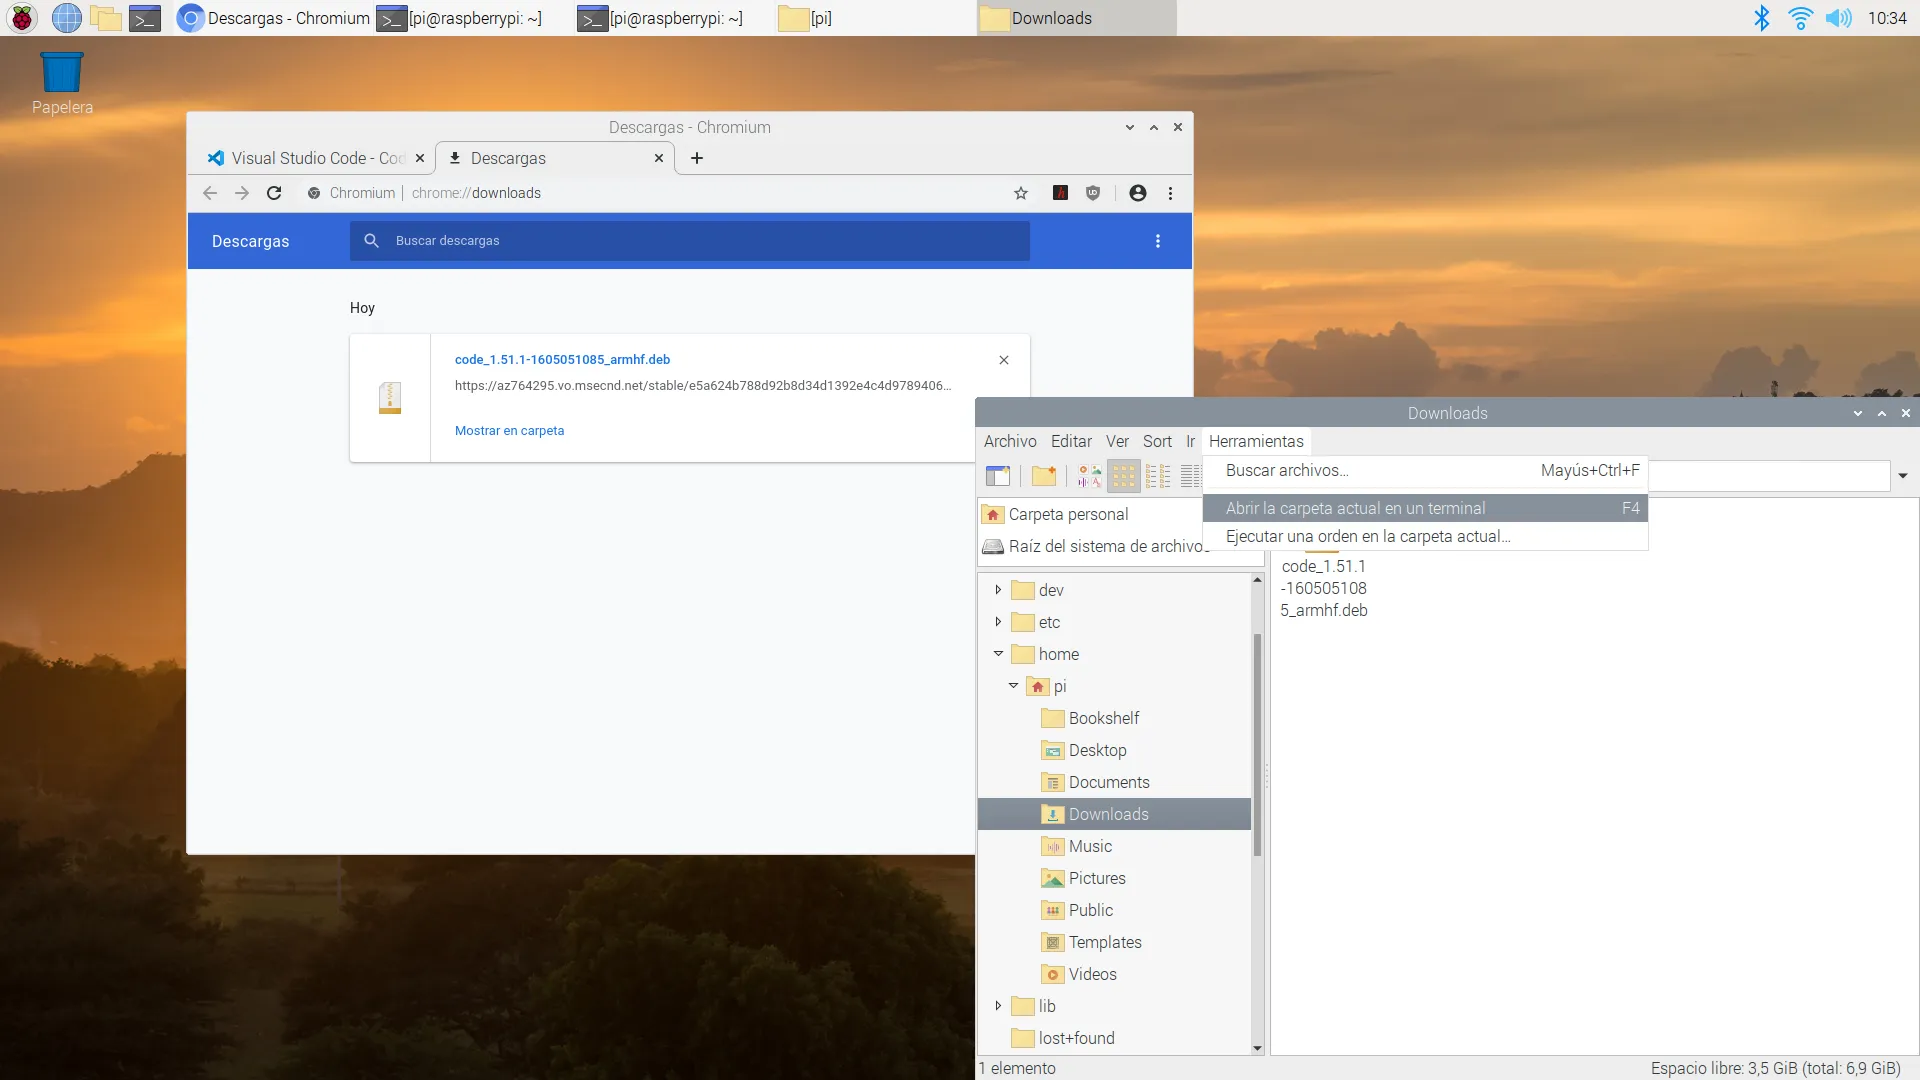 Descargas - Chromium
[pi@raspberrypi: ~]
[pi@raspberrypi: ~]
[pi]
Downloads
10:34
Papelera
Descargas - Chromium
Visual Studio Code - Cod
Descargas
Chromium | chrome://downloads
Descargas
Buscar descargas
Hoy
code_1.51.1-1605051085_armhf.deb
https://az764295.vo.msecnd.net/stable/e5a624b788d92b8d34d1392e4c4d9789406...
Mostrar en carpeta
Downloads
Archivo Editar Ver Sort Ir Herramientas
Buscar archivos... Mayús+Ctrl+F
Abrir la carpeta actual en un terminal F4
Ejecutar una orden en la carpeta actual...
Carpeta personal
Raíz del sistema de archivos
dev
etc
home
pi
Bookshelf
Desktop
Documents
Downloads
Music
Pictures
Public
Templates
Videos
lib
lost+found
code_1.51.1
-160505108
5_armhf.deb
1 elemento
Espacio libre: 3,5 GiB (total: 6,9 GiB)